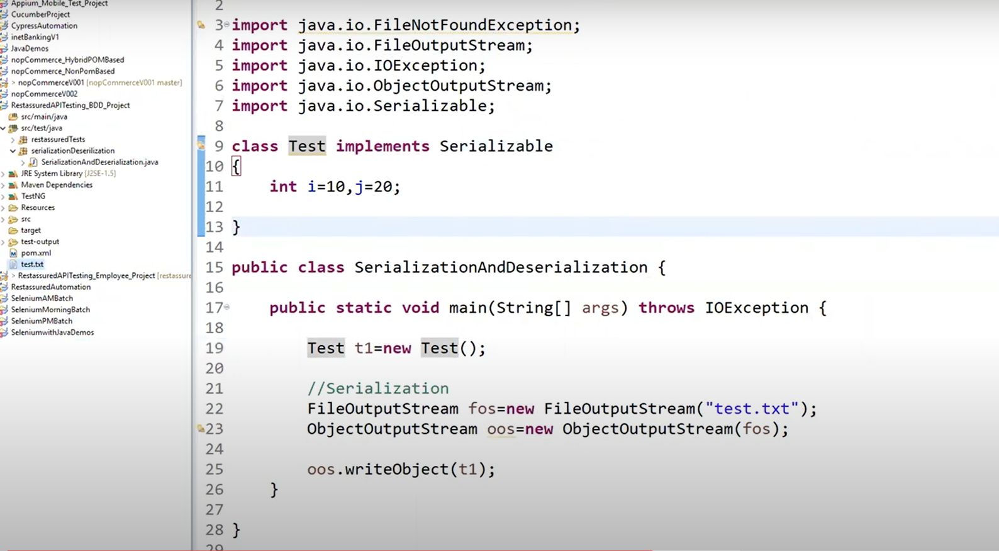 Appium_Mobile_Test_Project
CucumberProject
CypressAutomation
inetBankingV1
JavaDemos
nopCommerce_HybridPOMBased
nopCommerce_NonPomBased
> nopCommerceV001 [nopCommerceV001 master]
nopCommerceV002
RestassuredAPITesting_BDD_Project
src/main/java
src/test/java
restassuredTests
serializationDeserilization
SerializationAndDeserialization.java
JRE System Library [J2SE-1.5]
Maven Dependencies
TestNG
Resources
src
target
test-output
pom.xml
test.txt
> RestassuredAPITesting_Employee_Project [restassure
RestassuredAutomation
SeleniumAMBatch
SeleniumMorningBatch
SeleniumPMBatch
SeleniumwithJavaDemos
2
3 import java.io.FileNotFoundException;
4 import java.io.FileOutputStream;
5 import java.io.IOException;
6 import java.io.ObjectOutputStream;
7 import java.io.Serializable;
8
9 class Test implements Serializable
10 {
11     int i=10,j=20;
12
13 }
14
15 public class SerializationAndDeserialization {
16
17     public static void main(String[] args) throws IOException {
18
19         Test t1=new Test();
20
21         //Serialization
22         FileOutputStream fos=new FileOutputStream("test.txt");
23         ObjectOutputStream oos=new ObjectOutputStream(fos);
24
25         oos.writeObject(t1);
26     }
27
28 }
29